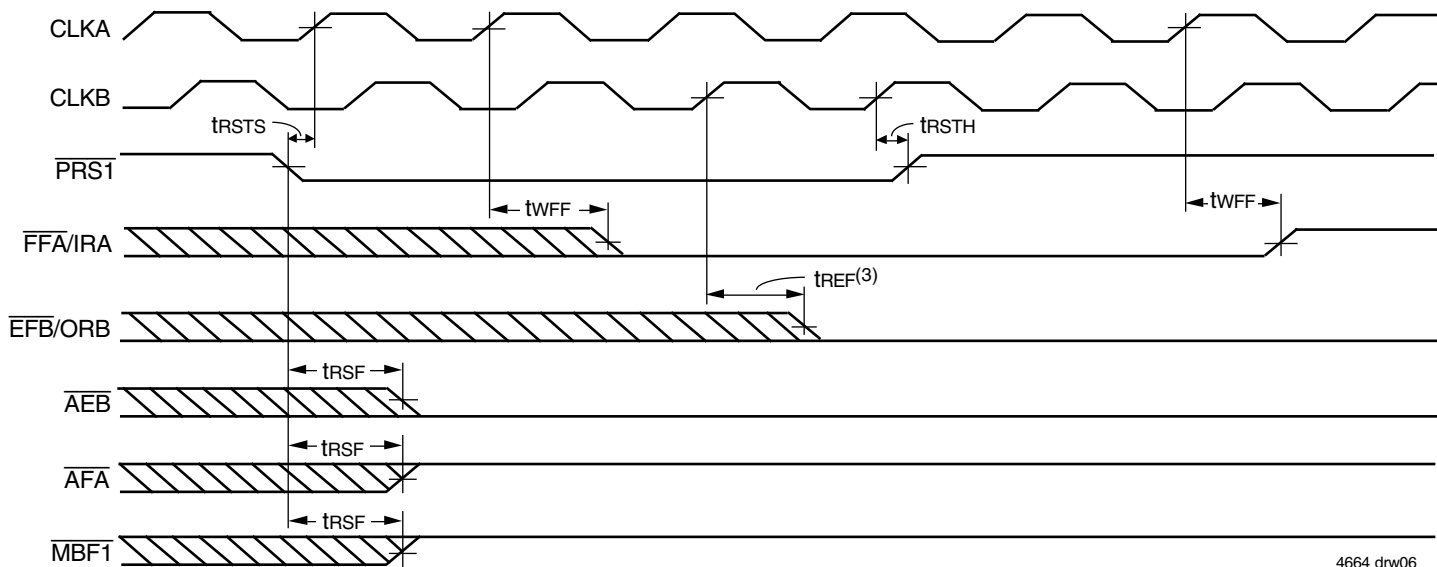 CLKA
CLKB
tRSTS
tRSTH
PRS1
tWFF
tWFF
FFA/IRA
tREF(3)
EFB/ORB
tRSF
AEB
tRSF
AFA
tRSF
MBF1
4664 drw06